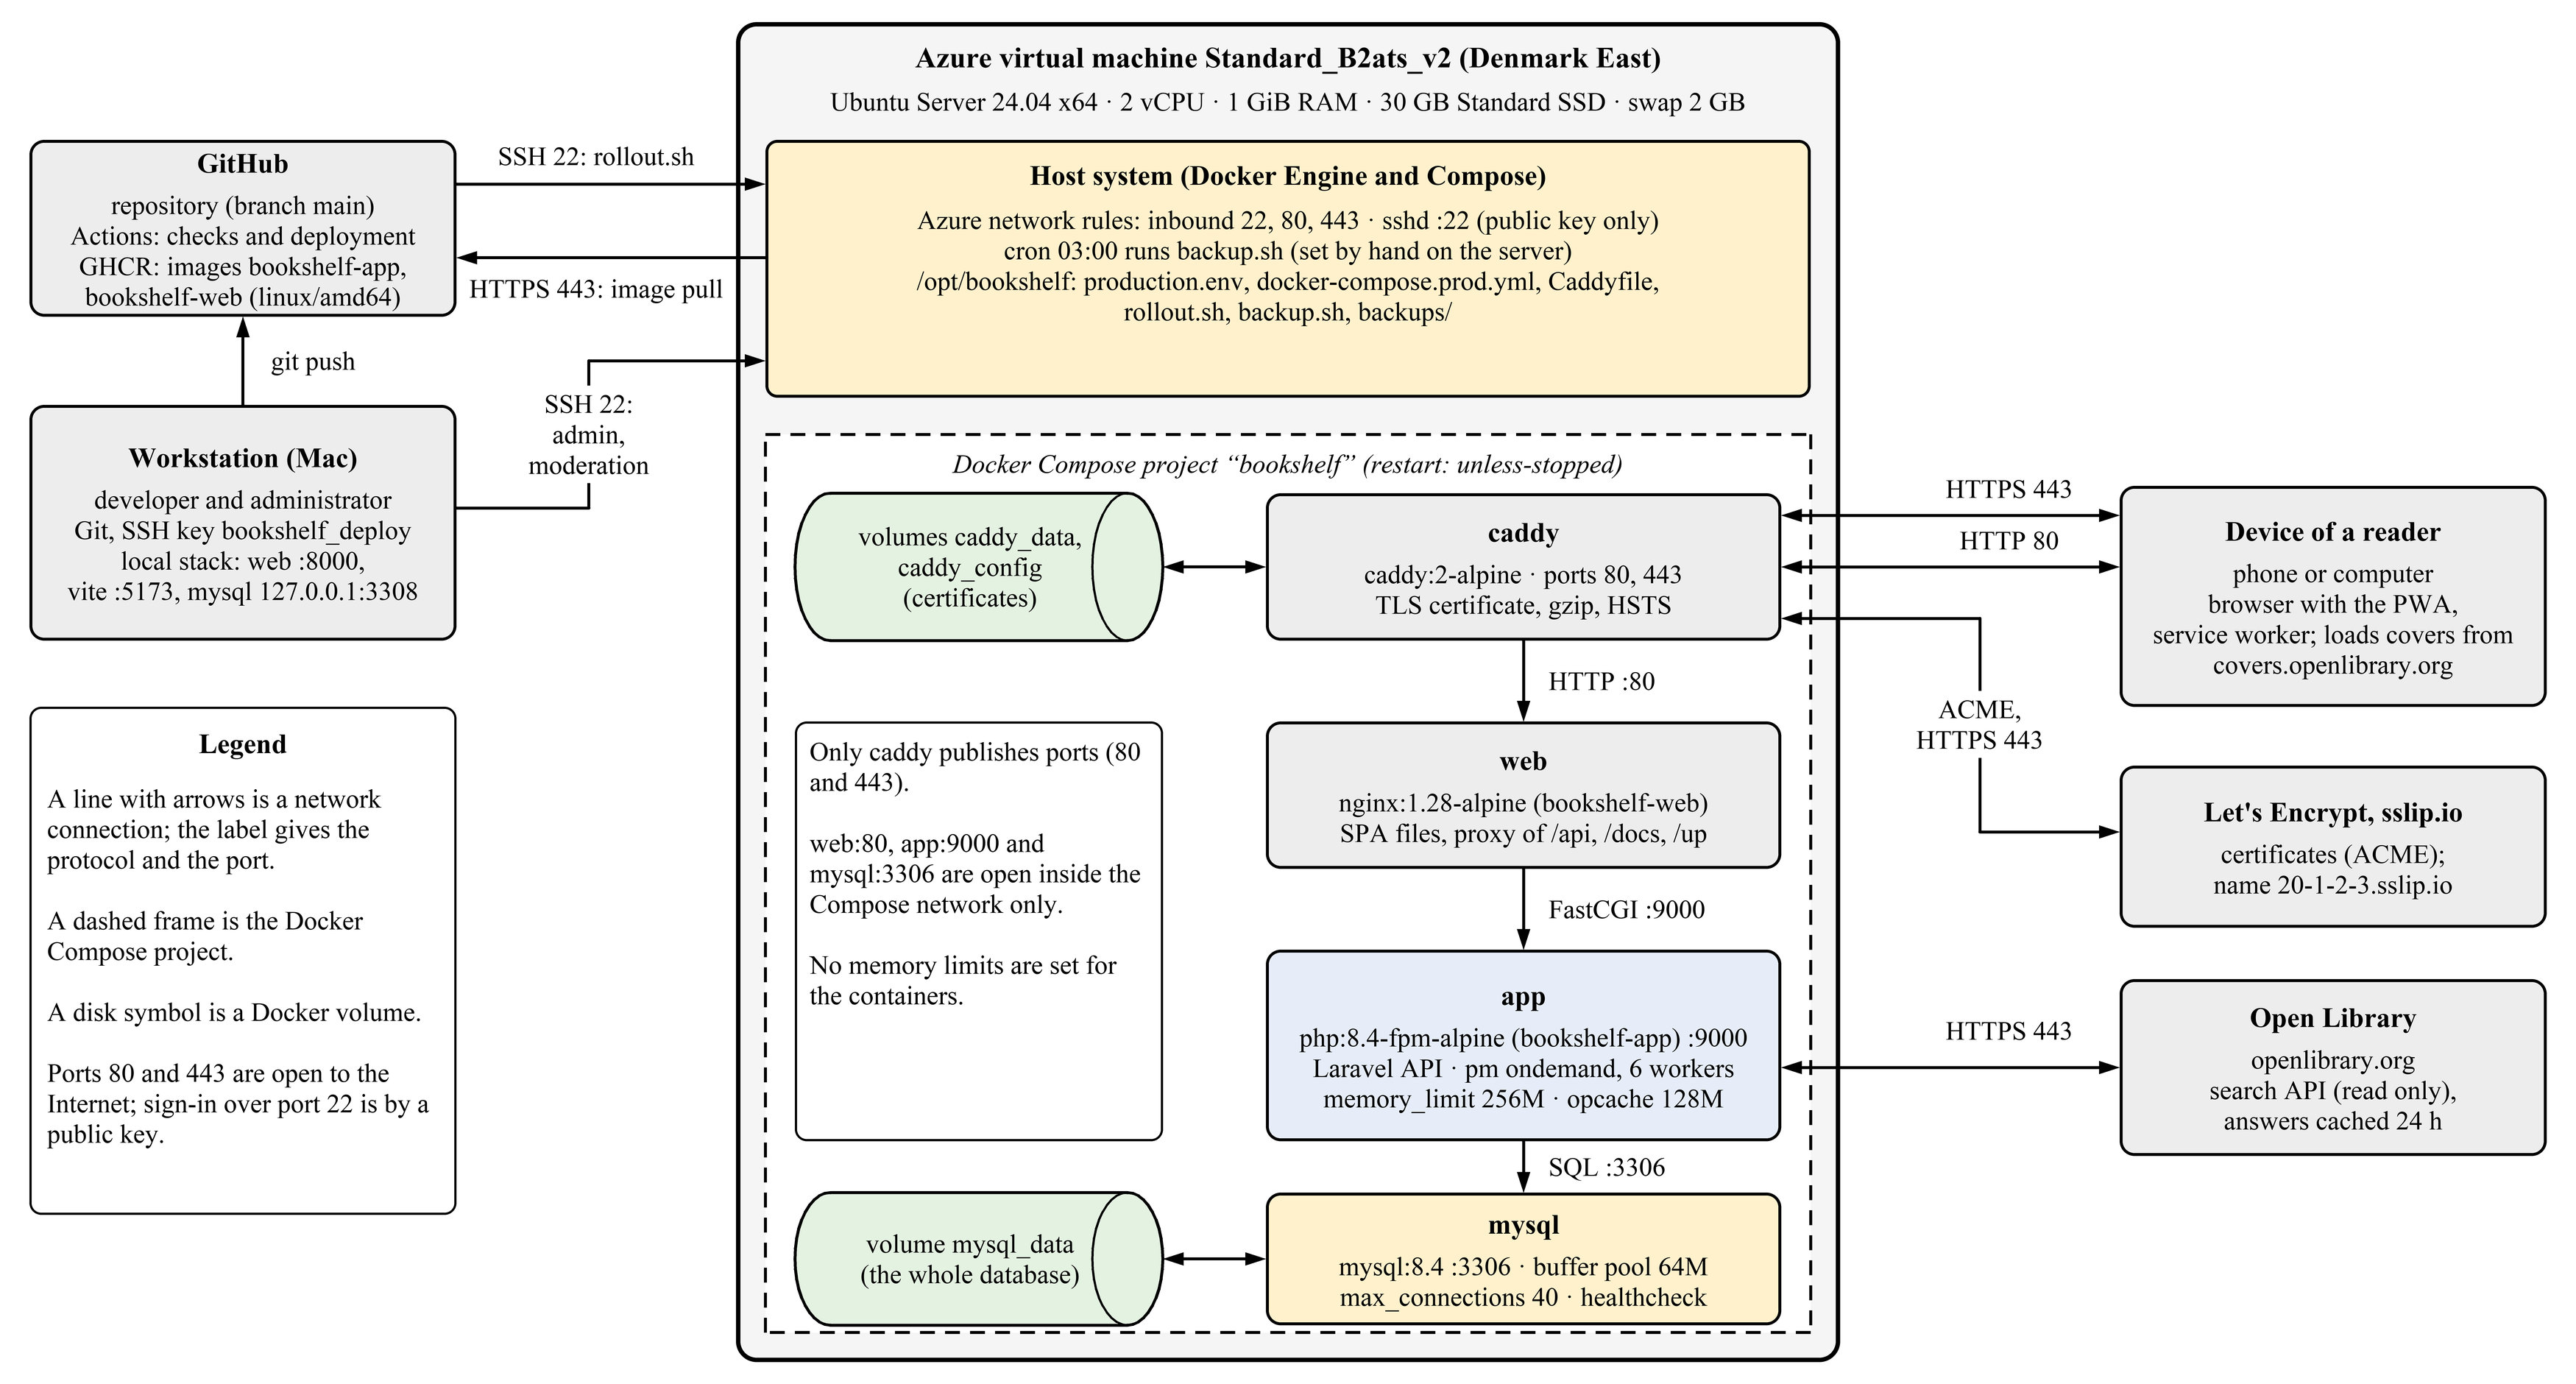 Azure virtual machine Standard_B2ats_v2 (Denmark East)
Ubuntu Server 24.04 x64 · 2 vCPU · 1 GiB RAM · 30 GB Standard SSD · swap 2 GB
GitHub
repository (branch main)
Actions: checks and deployment
GHCR: images bookshelf-app,
bookshelf-web (linux/amd64)
SSH 22: rollout.sh
HTTPS 443: image pull
Host system (Docker Engine and Compose)
Azure network rules: inbound 22, 80, 443 · sshd :22 (public key only)
cron 03:00 runs backup.sh (set by hand on the server)
/opt/bookshelf: production.env, docker-compose.prod.yml, Caddyfile,
rollout.sh, backup.sh, backups/
git push
Workstation (Mac)
developer and administrator
Git, SSH key bookshelf_deploy
local stack: web :8000,
vite :5173, mysql 127.0.0.1:3308
SSH 22:
admin,
moderation
Legend
A line with arrows is a network
connection; the label gives the
protocol and the port.
A dashed frame is the Docker
Compose project.
A disk symbol is a Docker volume.
Ports 80 and 443 are open to the
Internet; sign-in over port 22 is by a
public key.
Docker Compose project “bookshelf” (restart: unless-stopped)
volumes caddy_data,
caddy_config
(certificates)
caddy
caddy:2-alpine · ports 80, 443
TLS certificate, gzip, HSTS
HTTP :80
Only caddy publishes ports (80
and 443).
web:80, app:9000 and
mysql:3306 are open inside the
Compose network only.
No memory limits are set for
the containers.
web
nginx:1.28-alpine (bookshelf-web)
SPA files, proxy of /api, /docs, /up
FastCGI :9000
app
php:8.4-fpm-alpine (bookshelf-app) :9000
Laravel API · pm ondemand, 6 workers
memory_limit 256M · opcache 128M
SQL :3306
volume mysql_data
(the whole database)
mysql
mysql:8.4 :3306 · buffer pool 64M
max_connections 40 · healthcheck
HTTPS 443
HTTP 80
ACME,
HTTPS 443
HTTPS 443
Device of a reader
phone or computer
browser with the PWA,
service worker; loads covers from
covers.openlibrary.org
Let's Encrypt, sslip.io
certificates (ACME);
name 20-1-2-3.sslip.io
Open Library
openlibrary.org
search API (read only),
answers cached 24 h